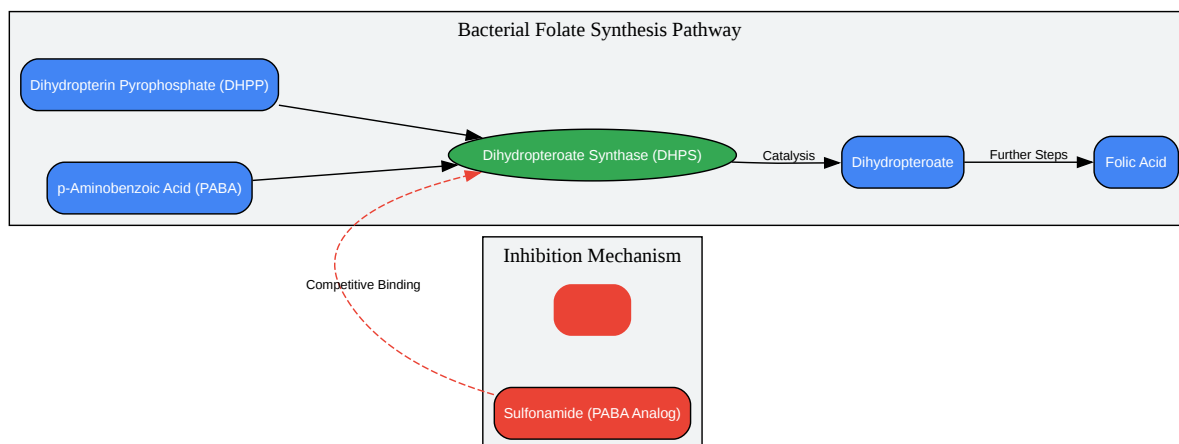 Bacterial Folate Synthesis Pathway
Dihydropterin Pyrophosphate (DHPP)
p-Aminobenzoic Acid (PABA)
Dihydropteroate Synthase (DHPS)
Catalysis
Dihydropteroate
Further Steps
Folic Acid
Inhibition Mechanism
Competitive Binding
Sulfonamide (PABA Analog)